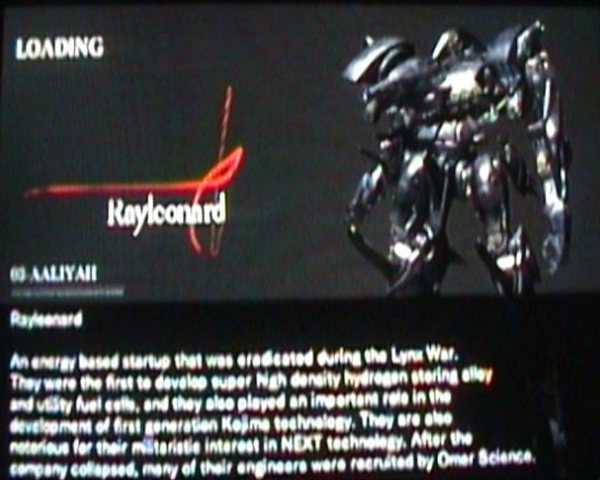 LOADING
Rayleonard
03-AALIYAH
Rayleonard
An energy based startup that was eradicated during the Lynx War.
They were the first to develop super high density hydrogen storing alloy
and utility fuel cells, and they also played an important role in the
development of first generation Kojima technology. They are also
notorious for their militaristic interest in NEXT technology. After the
company collapsed, many of their engineers were recruited by Omer Science.